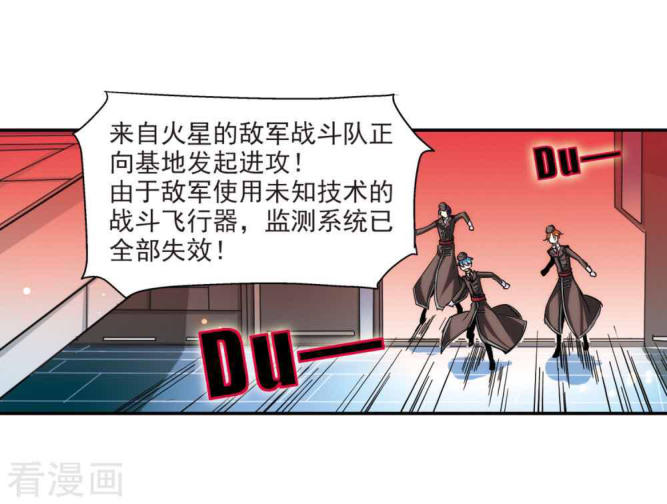 来自火星的敌军战斗队正
向基地发起进攻！
由于敌军使用未知技术的
战斗飞行器，监测系统已
全部失效！
Du—
Du—
看漫画